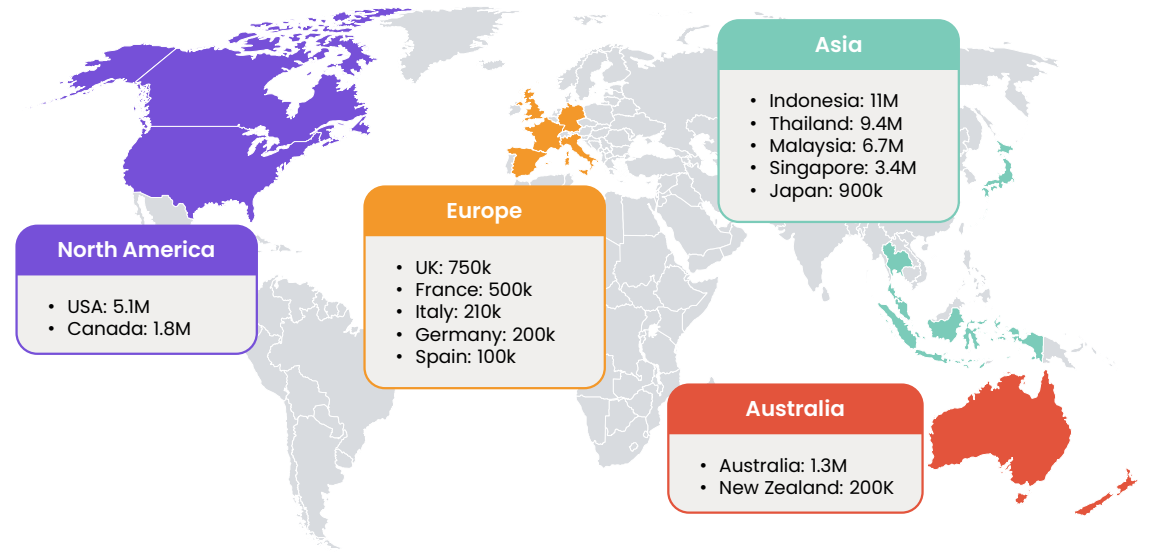 Asia
• Indonesia: 11M
• Thailand: 9.4M
• Malaysia: 6.7M
• Singapore: 3.4M
• Japan: 900k
Europe
• UK: 750k
• France: 500k
• Italy: 210k
• Germany: 200k
• Spain: 100k
North America
• USA: 5.1M
• Canada: 1.8M
Australia
• Australia: 1.3M
• New Zealand: 200K